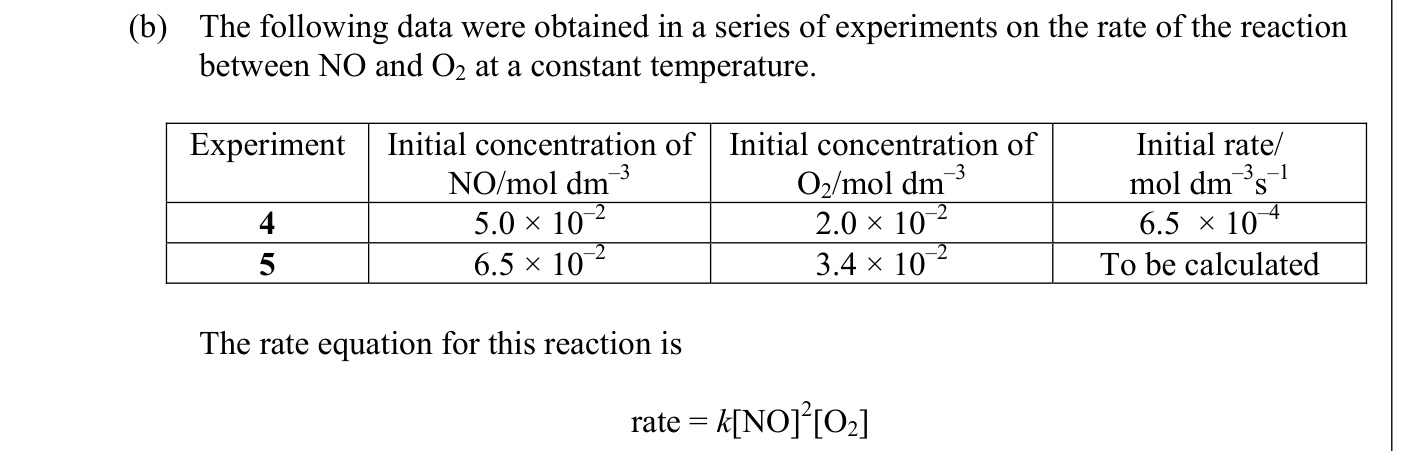 (b) The following data were obtained in a series of experiments on the rate of the reaction
between NO and O₂ at a constant temperature.
Experiment Initial concentration of NO/mol dm⁻³ Initial concentration of O₂/mol dm⁻³ Initial rate/ mol dm⁻³s⁻¹
4 5.0 × 10⁻² 2.0 × 10⁻² 6.5 × 10⁻⁴
5 6.5 × 10⁻² 3.4 × 10⁻² To be calculated
The rate equation for this reaction is
rate = k[NO]²[O₂]